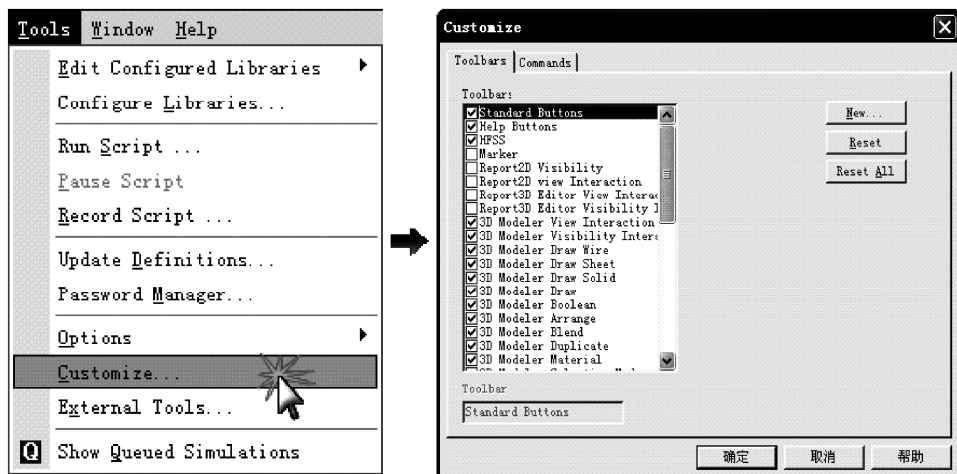 Tools Window Help
Edit Configured Libraries
Configure Libraries...
Run Script ...
Pause Script
Record Script ...
Update Definitions...
Password Manager...
Options
Customize...
External Tools...
Q Show Queued Simulations
Customize
Toolbars Commands
Toolbars
Standard Buttons
Help Buttons
HFSS
Marker
Report2D Visibility
Report2D view Interaction
Report3D Editor View Interac
Report3D Editor Visibility I
3D Modeler View Interaction
3D Modeler Visibility Intera
3D Modeler Draw Wire
3D Modeler Draw Sheet
3D Modeler Draw Solid
3D Modeler Draw
3D Modeler Boolean
3D Modeler Arrange
3D Modeler Blend
3D Modeler Duplicate
3D Modeler Material
New...
Reset
Reset All
Toolbar
Standard Buttons
确定 取消 帮助